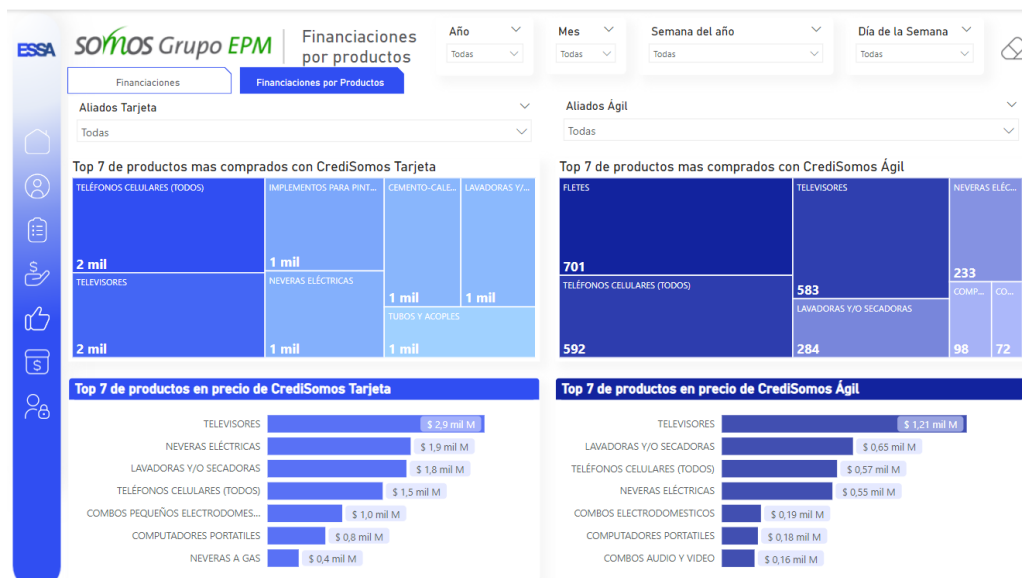 ESSA
SOMOS Grupo EPM
Financiaciones
por productos
Año
Todas
Mes
Todas
Semana del año
Todas
Día de la Semana
Todas
Financiaciones
Financiaciones por Productos
Aliados Tarjeta
Todas
Aliados Ágil
Todas
Top 7 de productos mas comprados con CrediSomos Tarjeta
TELÉFONOS CELULARES (TODOS)
2 mil
TELEVISORES
2 mil
IMPLEMENTOS PARA PINT...
1 mil
NEVERAS ELÉCTRICAS
1 mil
CEMENTO-CALE...
1 mil
LAVADORAS Y/...
1 mil
TUBOS Y ACOPLES
1 mil
Top 7 de productos mas comprados con CrediSomos Ágil
FLETES
701
TELÉFONOS CELULARES (TODOS)
592
TELEVISORES
583
LAVADORAS Y/O SECADORAS
284
NEVERAS ELÉC...
233
COMP...
98
CO...
72
Top 7 de productos en precio de CrediSomos Tarjeta
TELEVISORES $ 2,9 mil M
NEVERAS ELÉCTRICAS $ 1,9 mil M
LAVADORAS Y/O SECADORAS $ 1,8 mil M
TELÉFONOS CELULARES (TODOS) $ 1,5 mil M
COMBOS PEQUEÑOS ELECTRODOMES... $ 1,0 mil M
COMPUTADORES PORTATILES $ 0,8 mil M
NEVERAS A GAS $ 0,4 mil M
Top 7 de productos en precio de CrediSomos Ágil
TELEVISORES $ 1,21 mil M
LAVADORAS Y/O SECADORAS $ 0,65 mil M
TELÉFONOS CELULARES (TODOS) $ 0,57 mil M
NEVERAS ELÉCTRICAS $ 0,55 mil M
COMBOS ELECTRODOMESTICOS $ 0,19 mil M
COMPUTADORES PORTATILES $ 0,18 mil M
COMBOS AUDIO Y VIDEO $ 0,16 mil M